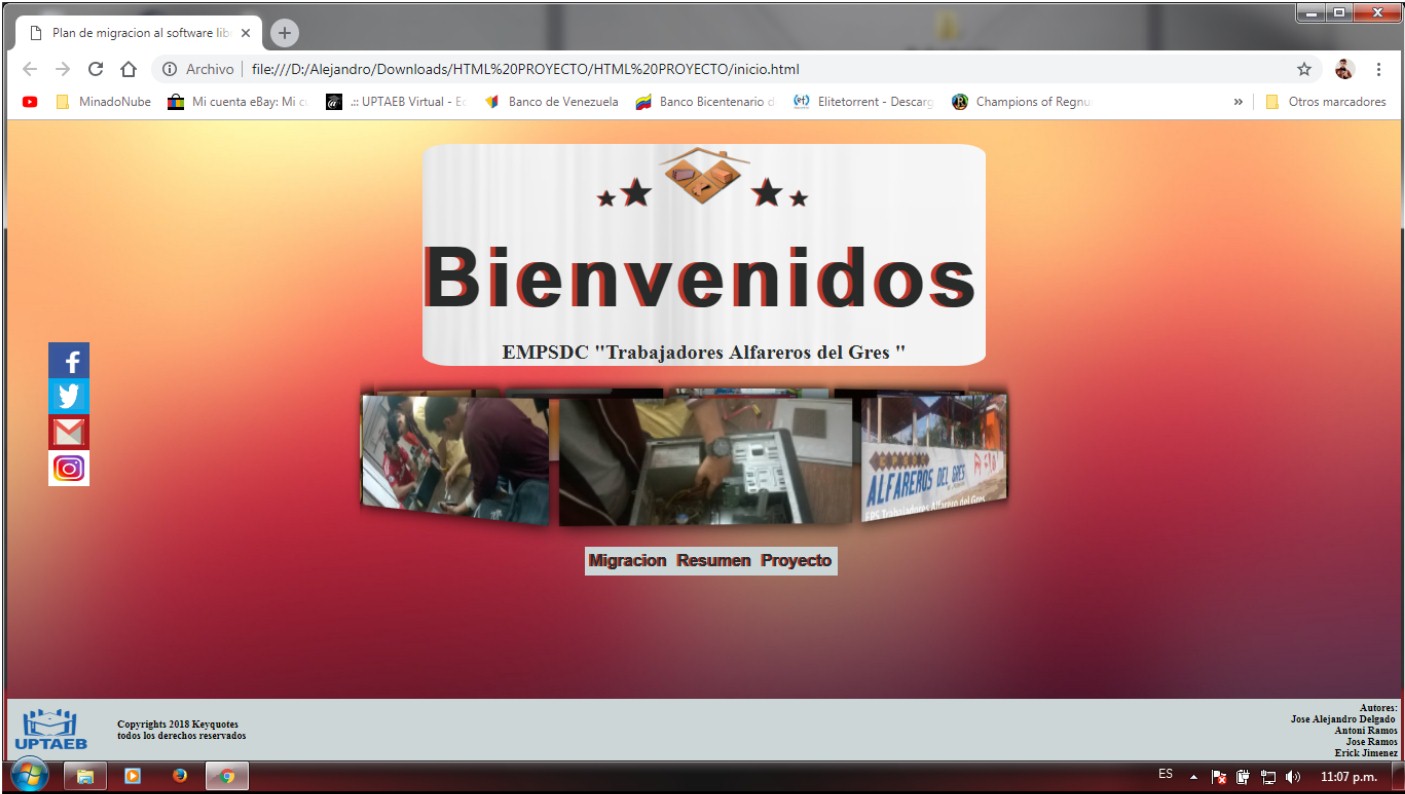 Plan de migracion al software lib
Archivo file:///D:/Alejandro/Downloads/HTML%20PROYECTO/HTML%20PROYECTO/inicio.html
MinadoNube Mi cuenta eBay: Mi c .:: UPTAEB Virtual - Ec Banco de Venezuela Banco Bicentenario d Elitetorrent - Descarg Champions of Regnu » Otros marcadores
Bienvenidos
EMPSDC "Trabajadores Alfareros del Gres "
ALFAREROS DEL GRES
EPS Trabajadores Alfarero del Gres
Migracion Resumen Proyecto
UPTAEB
Copyrights 2018 Keyquotes
todos los derechos reservados
Autores:
Jose Alejandro Delgado
Antoni Ramos
Jose Ramos
Erick Jimenez
ES 11:07 p.m.